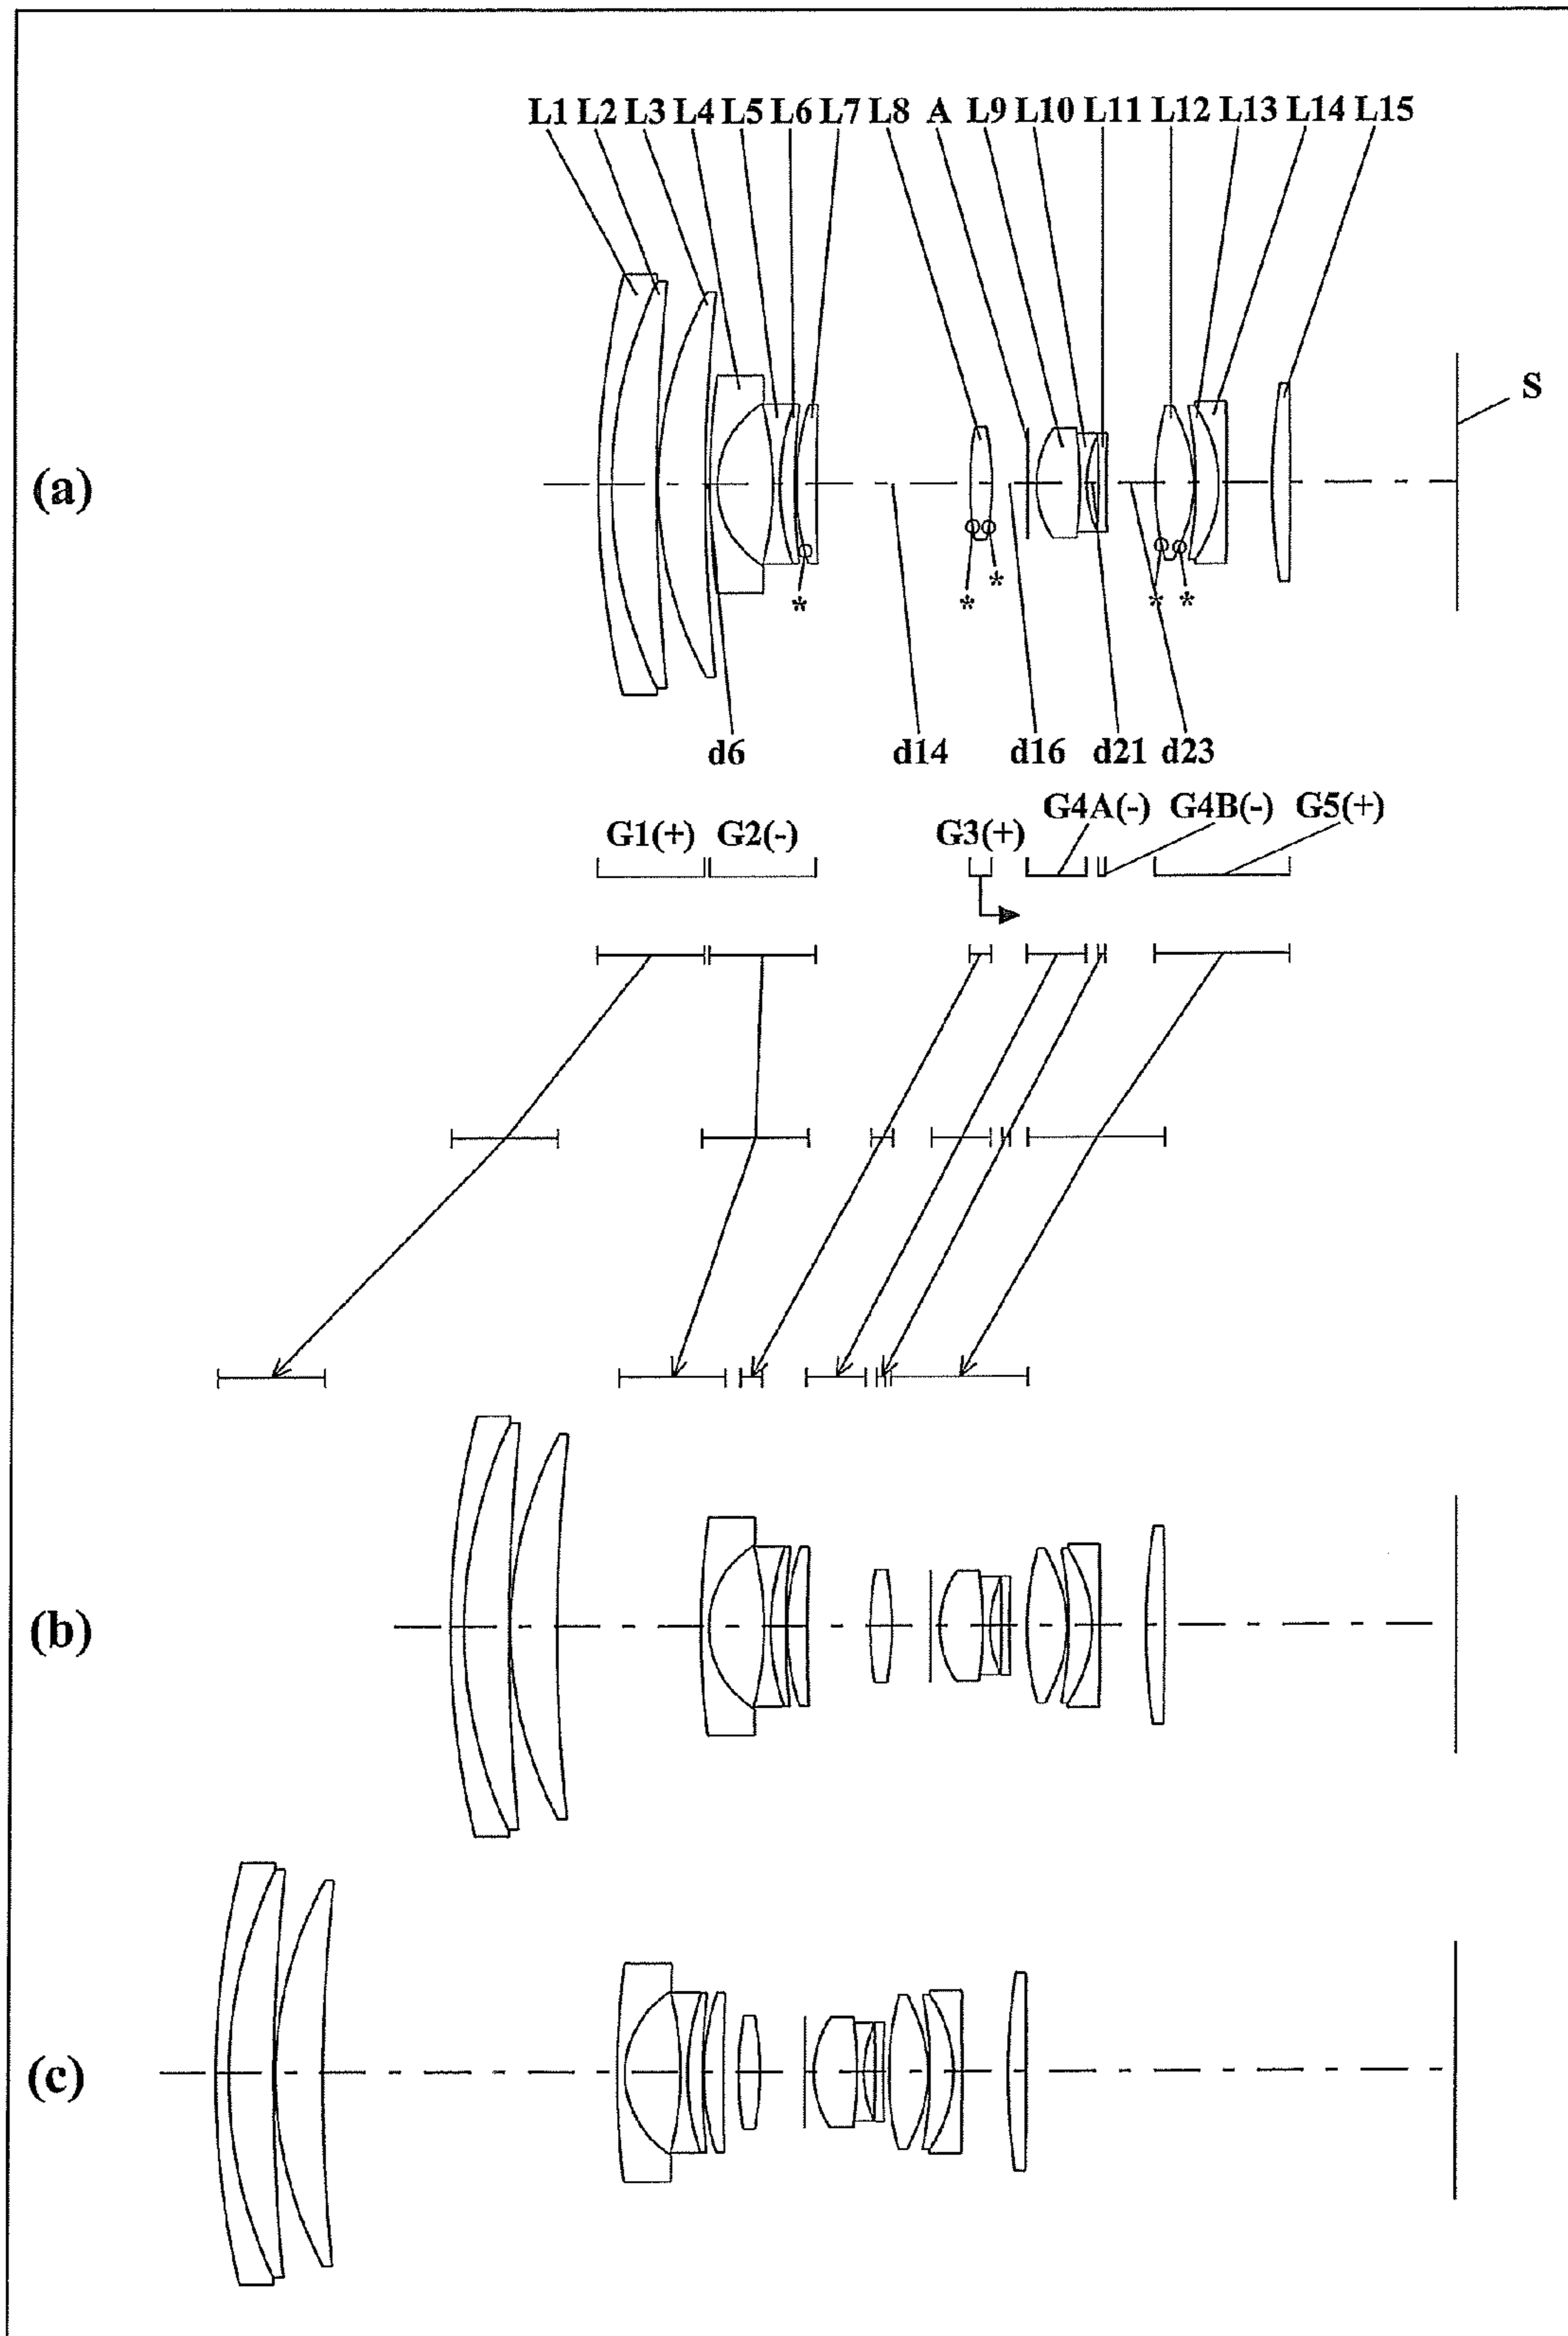 L1 L2 L3 L4 L5 L6 L7 L8 A L9 L10 L11 L12 L13 L14 L15
S
(a)
* * * * *
d6 d14 d16 d21 d23
G1(+) G2(-) G3(+) G4A(-) G4B(-) G5(+)
(b)
(c)